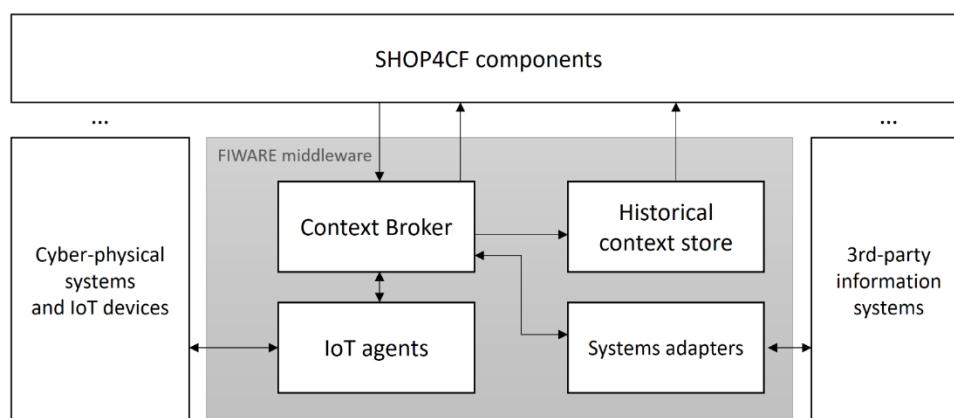 SHOP4CF components
...
...
FIWARE middleware
Context Broker
Historical
context store
Cyber-physical
systems
and IoT devices
3rd-party
information
systems
IoT agents
Systems adapters